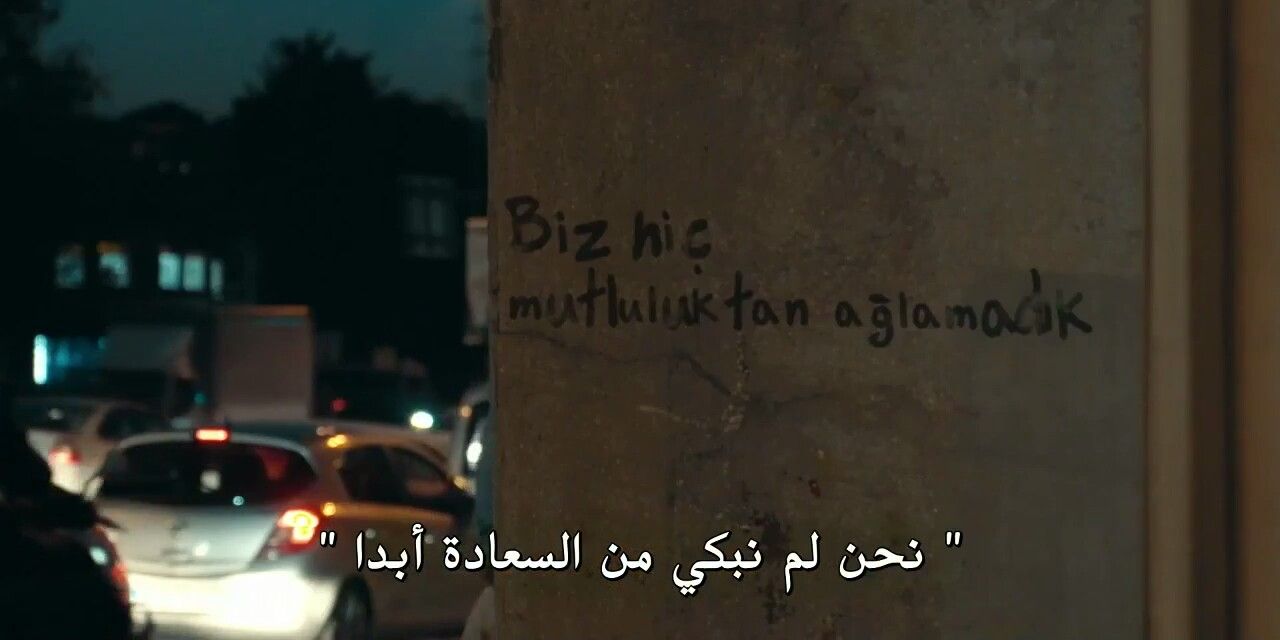 Biz hiç
mutluluktan ağlamadık
" نحن لم نبكي من السعادة أبدا "